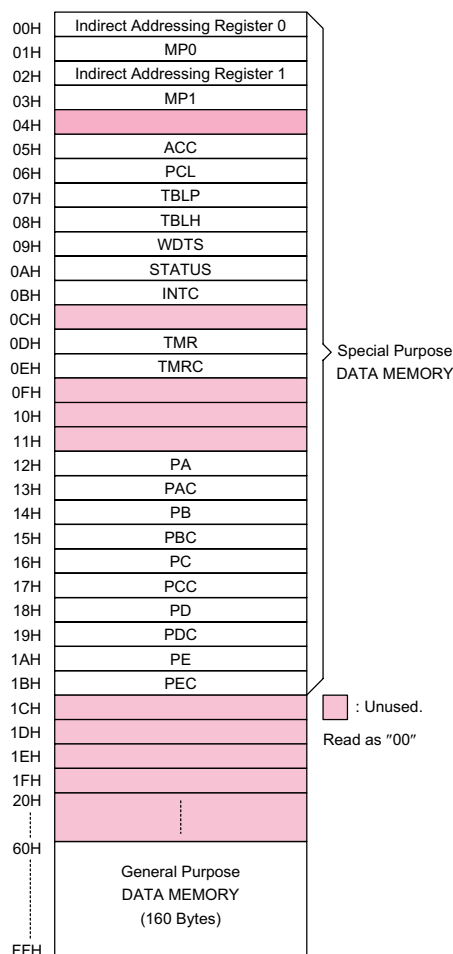 00H Indirect Addressing Register 0
01H MP0
02H Indirect Addressing Register 1
03H MP1
04H
05H ACC
06H PCL
07H TBLP
08H TBLH
09H WDTS
0AH STATUS
0BH INTC
0CH
0DH TMR
0EH TMRC
Special Purpose
DATA MEMORY
0FH
10H
11H
12H PA
13H PAC
14H PB
15H PBC
16H PC
17H PCC
18H PD
19H PDC
1AH PE
1BH PEC
1CH
: Unused.
1DH
Read as "00"
1EH
1FH
20H
60H
General Purpose
DATA MEMORY
(160 Bytes)
FFH